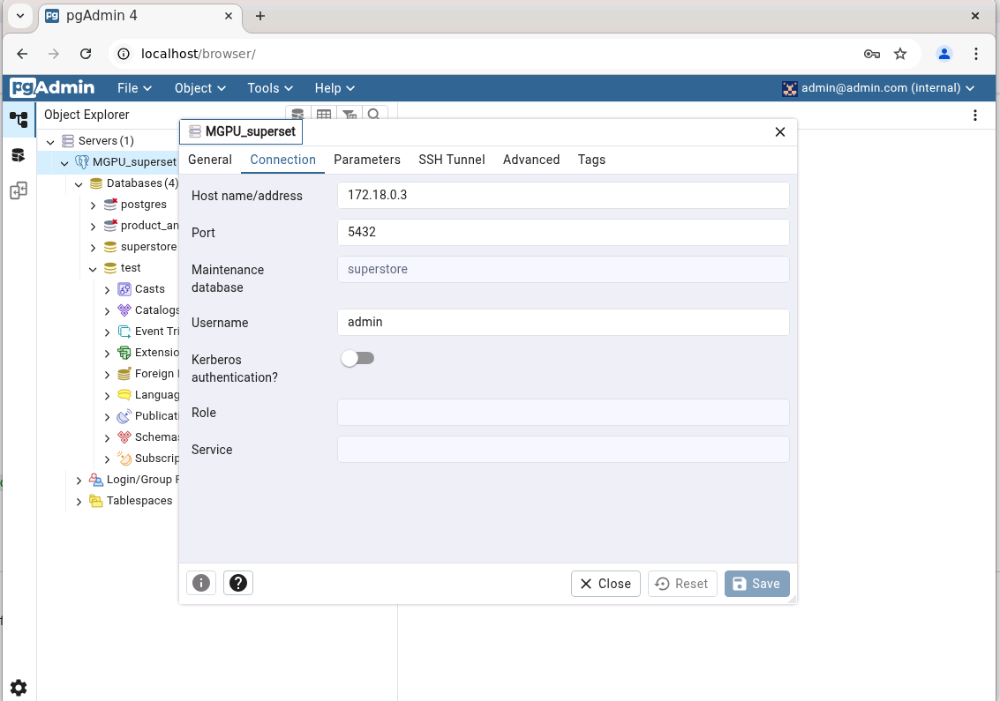 pgAdmin 4
localhost/browser/
pgAdmin File Object Tools Help admin@admin.com (internal)
Object Explorer
Servers (1)
MGPU_superset
Databases (4)
postgres
product_an
superstore
test
Casts
Catalogs
Event Tri
Extensio
Foreign
Languag
Publicati
Schemas
Subscrip
Login/Group R
Tablespaces
MGPU_superset
General Connection Parameters SSH Tunnel Advanced Tags
Host name/address 172.18.0.3
Port 5432
Maintenance
database superstore
Username admin
Kerberos
authentication?
Role
Service
Close Reset Save